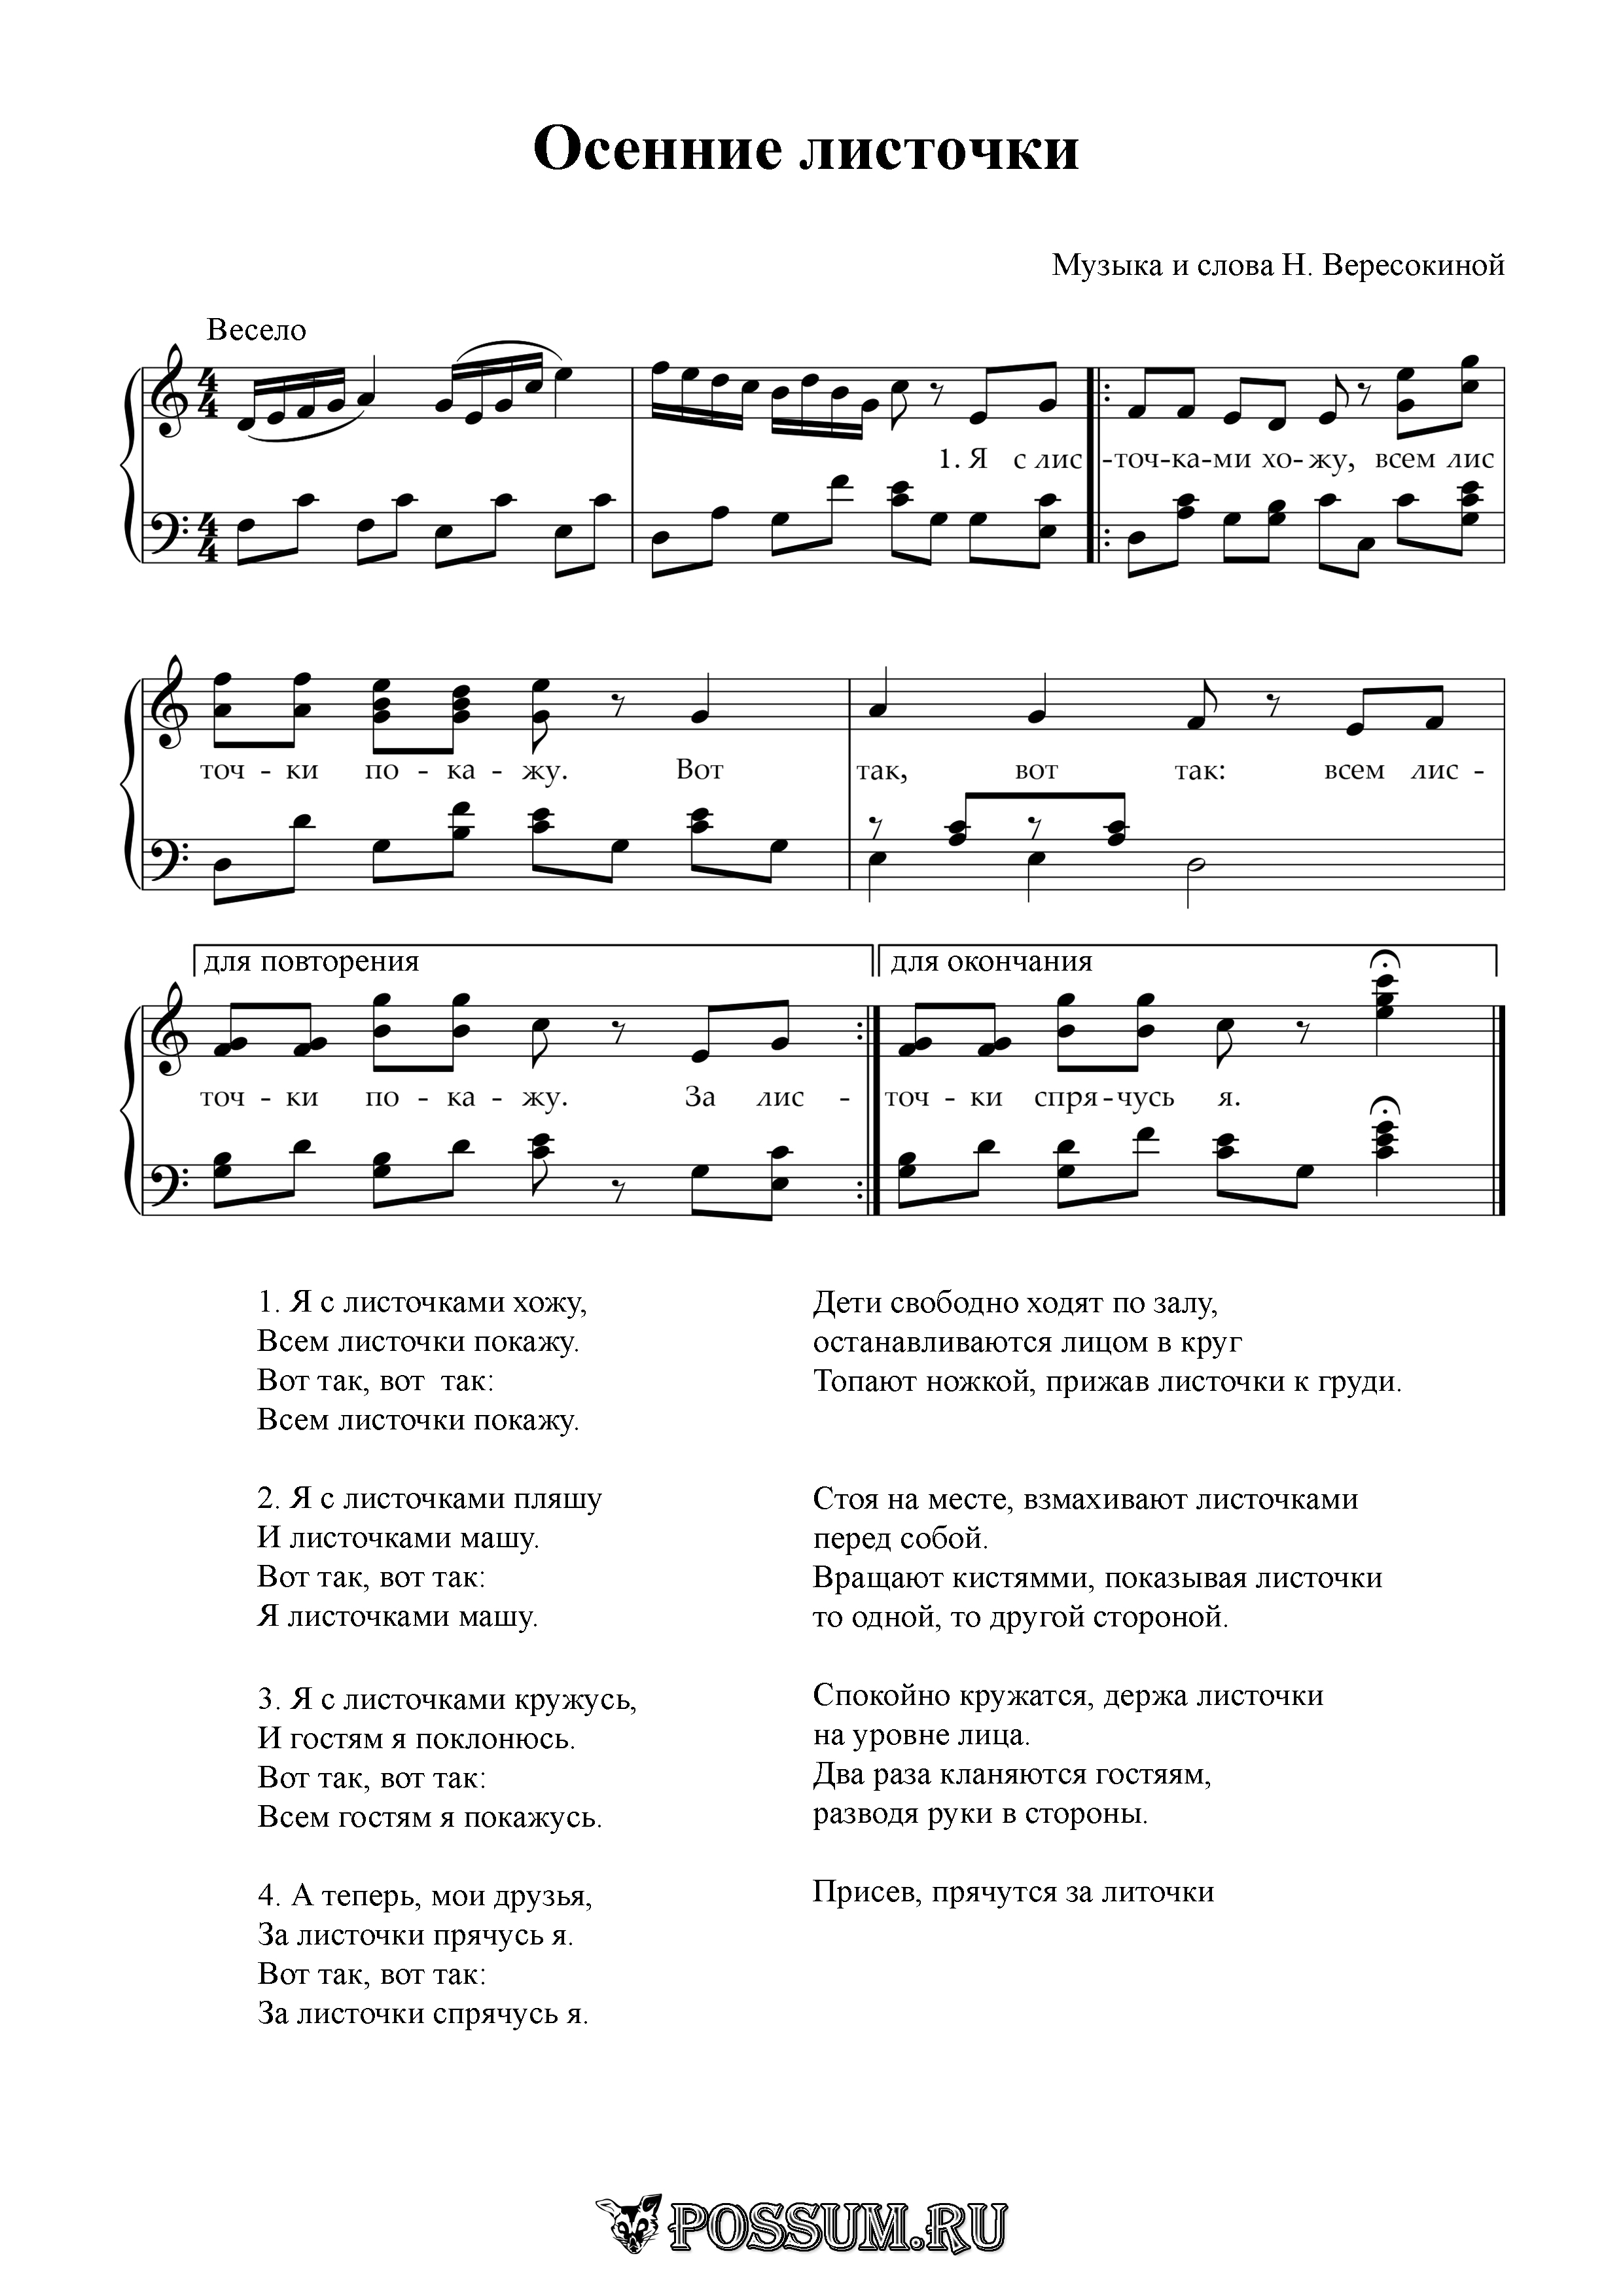 Осенние листочки
Музыка и слова Н. Вересокиной
Весело
1. Я с лис -точ-ка-ми хо-жу, всем лис
точ - ки по - ка - жу. Вот так, вот так: всем лис -
для повторения для окончания
точ - ки по - ка - жу. За лис - точ - ки спря-чусь я.
1. Я с листочками хожу,
Всем листочки покажу.
Вот так, вот так:
Всем листочки покажу.
Дети свободно ходят по залу,
останавливаются лицом в круг
Топают ножкой, прижав листочки к груди.
2. Я с листочками пляшу
И листочками машу.
Вот так, вот так:
Я листочками машу.
Стоя на месте, взмахивают листочками
перед собой.
Вращают кистямми, показывая листочки
то одной, то другой стороной.
3. Я с листочками кружусь,
И гостям я поклонюсь.
Вот так, вот так:
Всем гостям я покажусь.
Спокойно кружатся, держа листочки
на уровне лица.
Два раза кланяются гостяям,
разводя руки в стороны.
4. А теперь, мои друзья,
За листочки прячусь я.
Вот так, вот так:
За листочки спрячусь я.
Присев, прячутся за литочки
POSSUM.RU